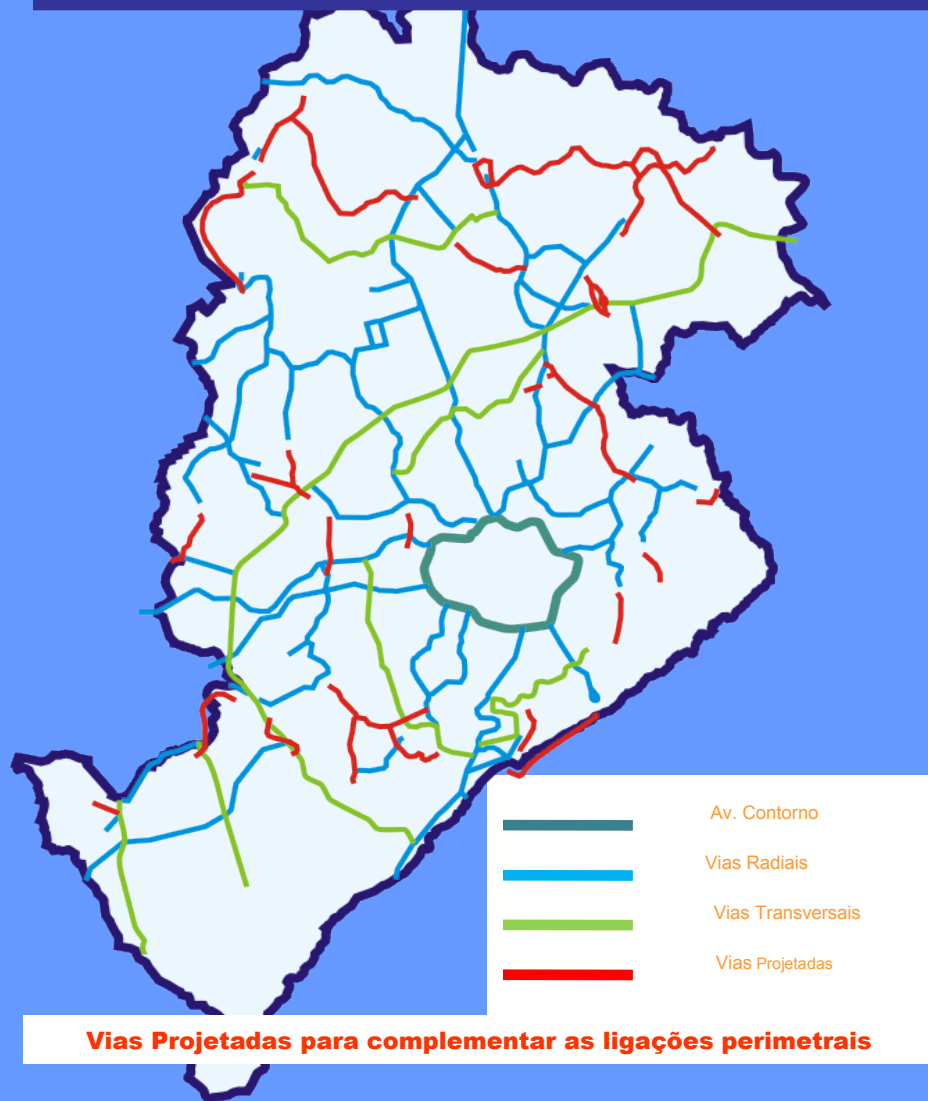 Av. Contorno
Vias Radiais
Vias Transversais
Vias Projetadas
Vias Projetadas para complementar as ligações perimetrais